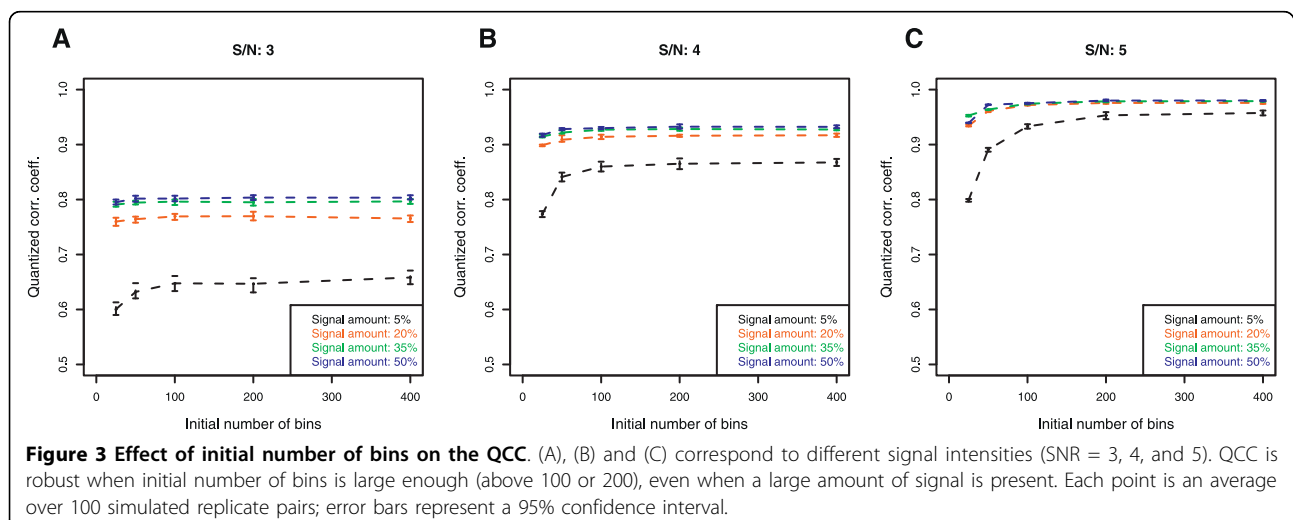 A
S/N: 3
Quantized corr. coeff.
1.0
0.9
0.8
0.7
0.6
0.5
0 100 200 300 400
Initial number of bins
Signal amount: 5%
Signal amount: 20%
Signal amount: 35%
Signal amount: 50%
B
S/N: 4
Quantized corr. coeff.
1.0
0.9
0.8
0.7
0.6
0.5
0 100 200 300 400
Initial number of bins
Signal amount: 5%
Signal amount: 20%
Signal amount: 35%
Signal amount: 50%
C
S/N: 5
Quantized corr. coeff.
1.0
0.9
0.8
0.7
0.6
0.5
0 100 200 300 400
Initial number of bins
Signal amount: 5%
Signal amount: 20%
Signal amount: 35%
Signal amount: 50%
Figure 3 Effect of initial number of bins on the QCC. (A), (B) and (C) correspond to different signal intensities (SNR = 3, 4, and 5). QCC is
robust when initial number of bins is large enough (above 100 or 200), even when a large amount of signal is present. Each point is an average
over 100 simulated replicate pairs; error bars represent a 95% confidence interval.